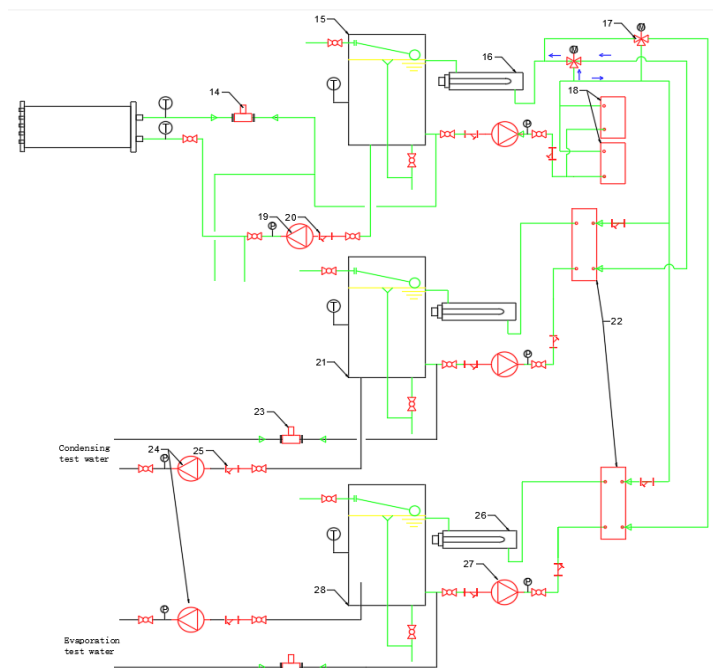 15
17
M
M
16
T
14
T
18
T
P
19
P
20
T
22
21
P
23
Condensing
test water
24
25
P
26
T
27
P
28
P
Evaporation
test water